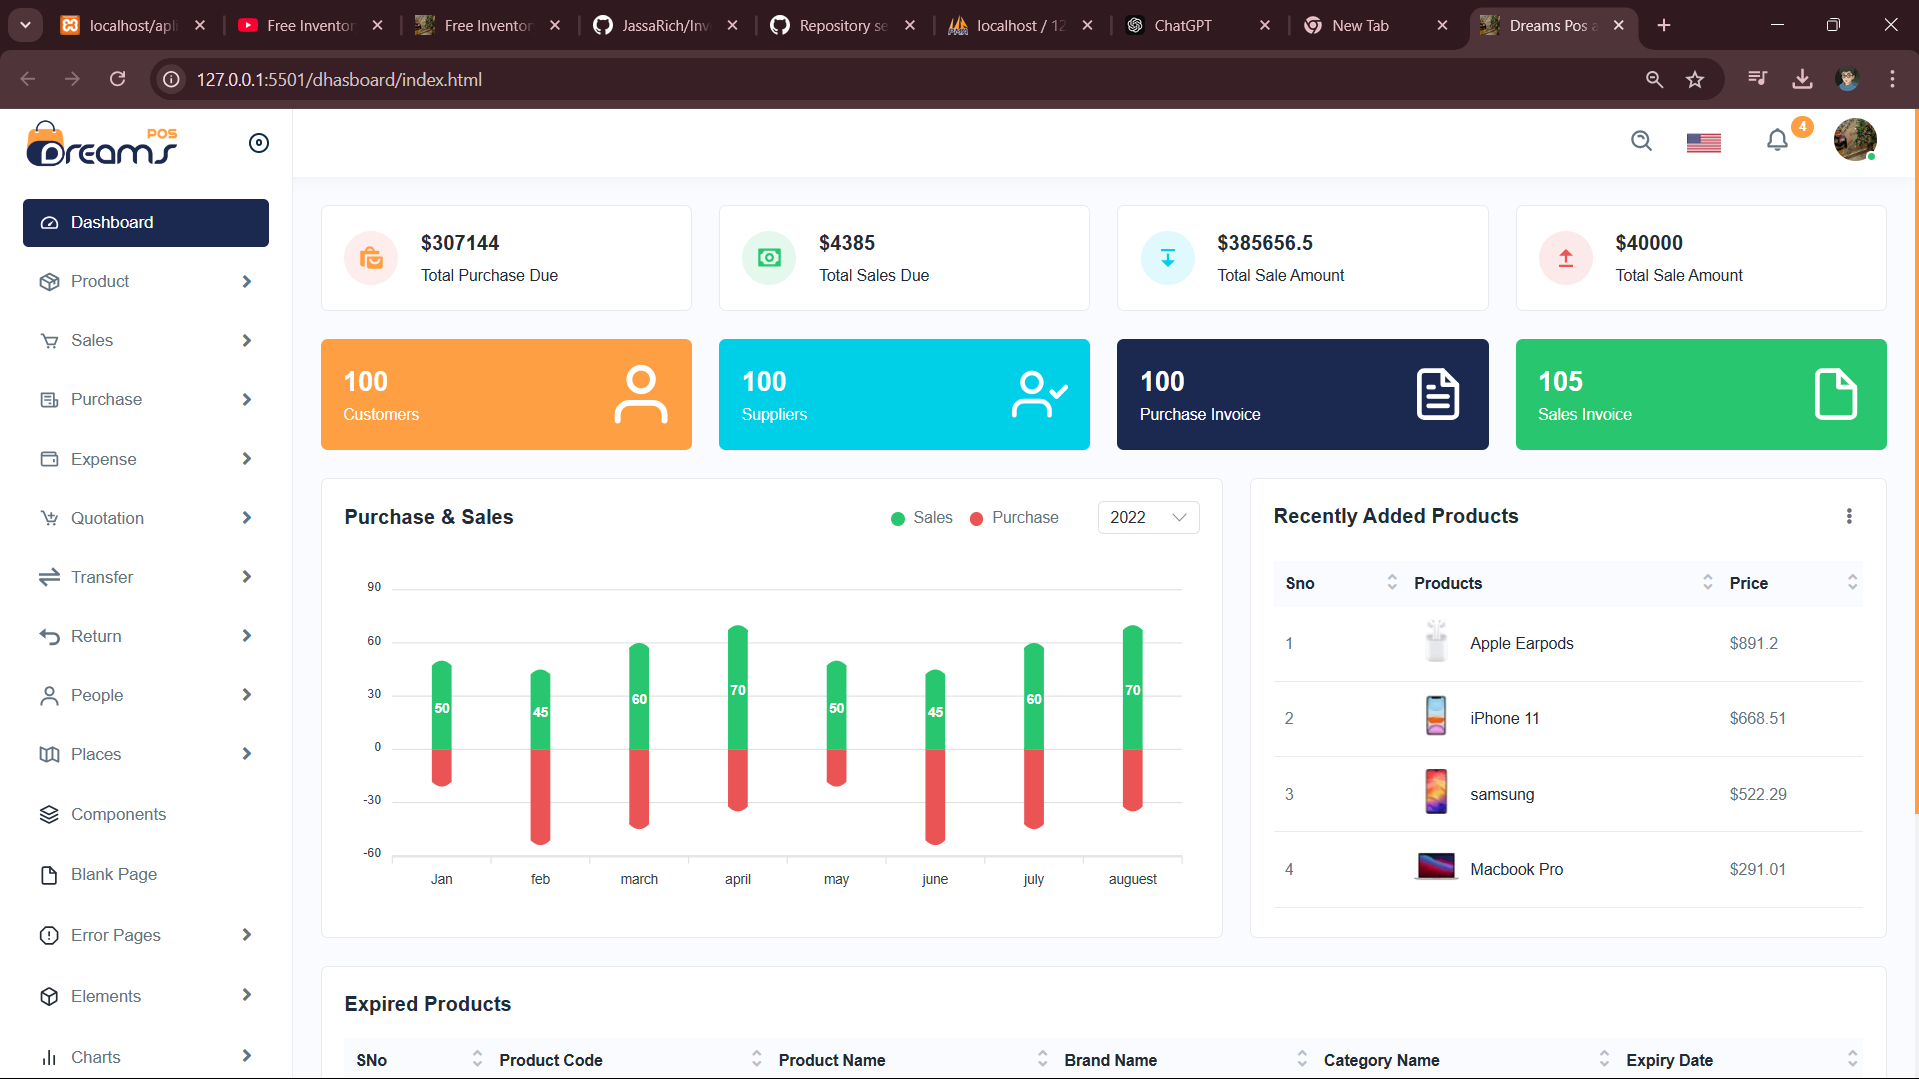 localhost/apli
Free Inventor
Free Inventor
JassaRich/Inv
Repository se
localhost / 12
ChatGPT
New Tab
Dreams Pos a
127.0.0.1:5501/dhasboard/index.html
Dreams POS
4
Dashboard
Product
Sales
Purchase
Expense
Quotation
Transfer
Return
People
Places
Components
Blank Page
Error Pages
Elements
Charts
$307144
Total Purchase Due
$4385
Total Sales Due
$385656.5
Total Sale Amount
$40000
Total Sale Amount
100
Customers
100
Suppliers
100
Purchase Invoice
105
Sales Invoice
Purchase & Sales
Sales Purchase
2022
90
60
30
0
-30
-60
50 45 60 70 50 45 60 70
Jan feb march april may june july auguest
Recently Added Products
Sno Products Price
1 Apple Earpods $891.2
2 iPhone 11 $668.51
3 samsung $522.29
4 Macbook Pro $291.01
Expired Products
SNo Product Code Product Name Brand Name Category Name Expiry Date